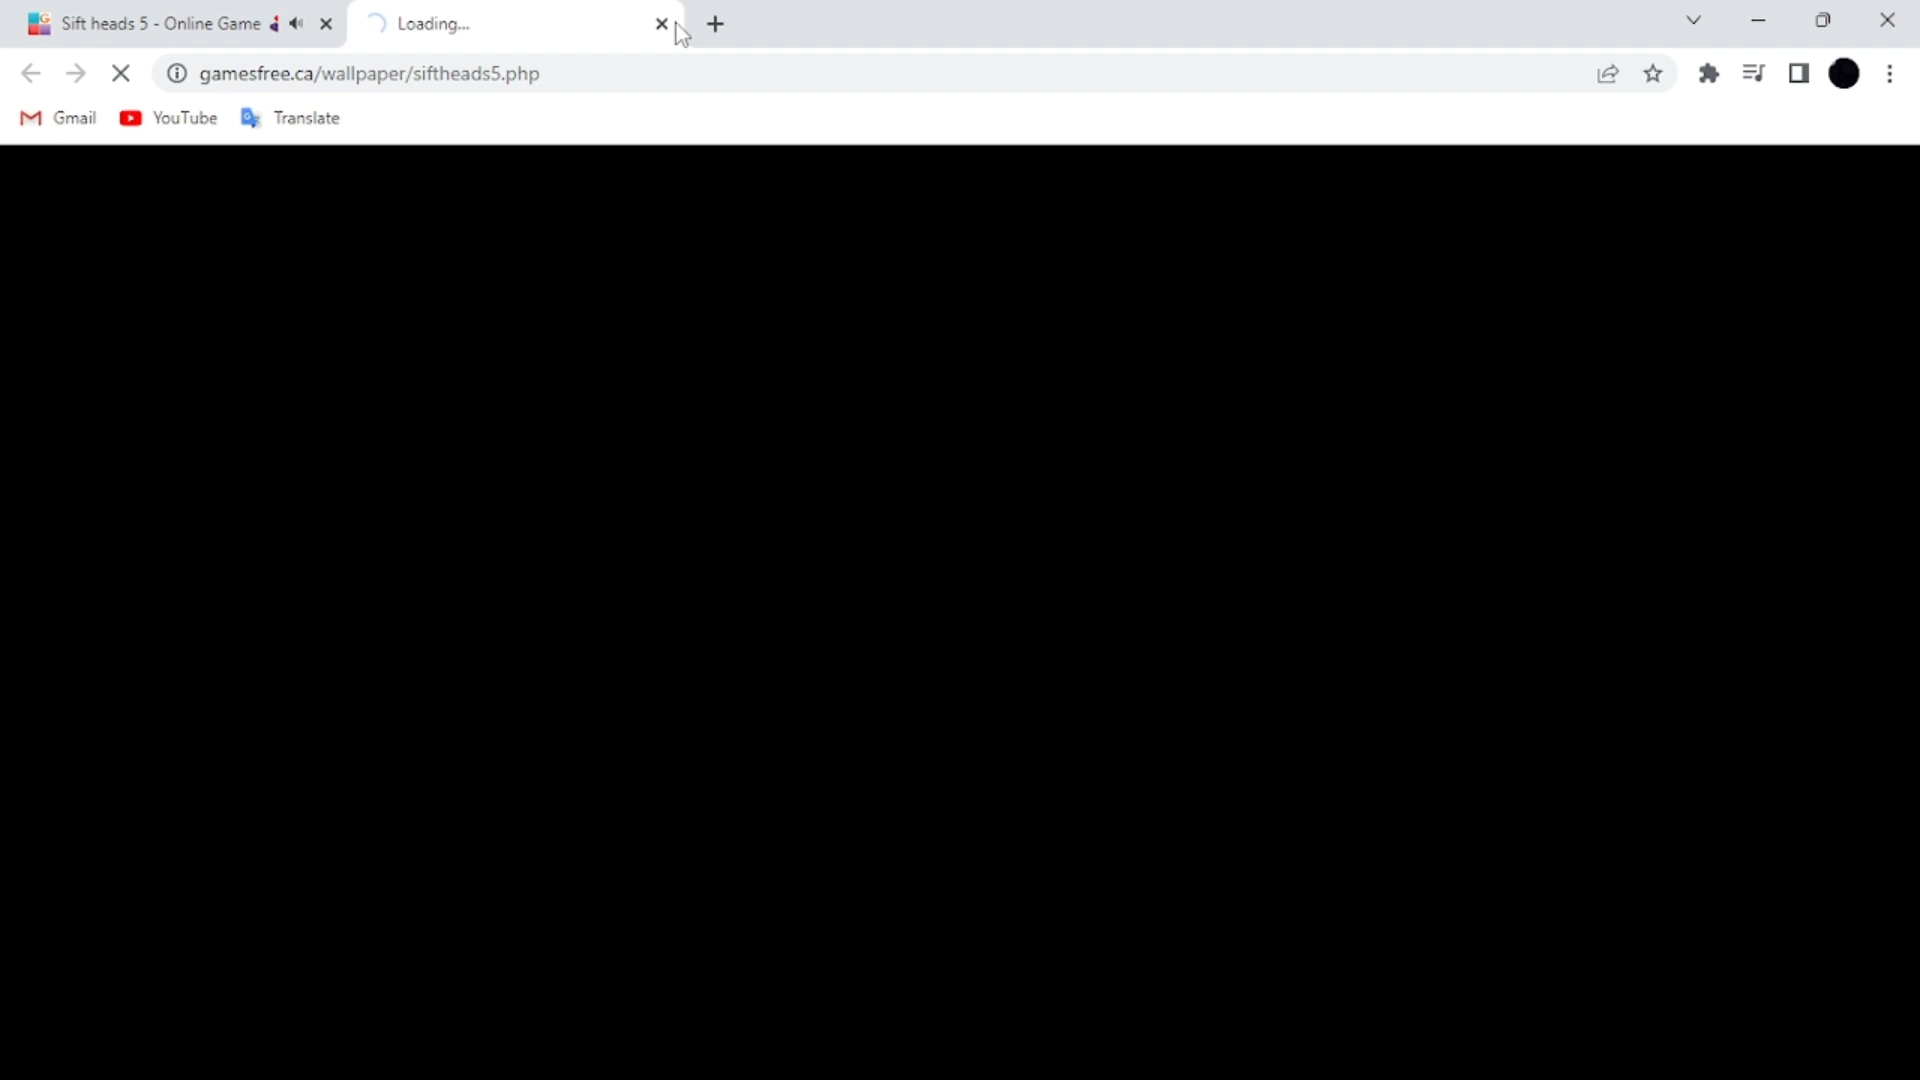 Sift heads 5 - Online Game
Loading...
gamesfree.ca/wallpaper/siftheads5.php
Gmail
YouTube
Translate